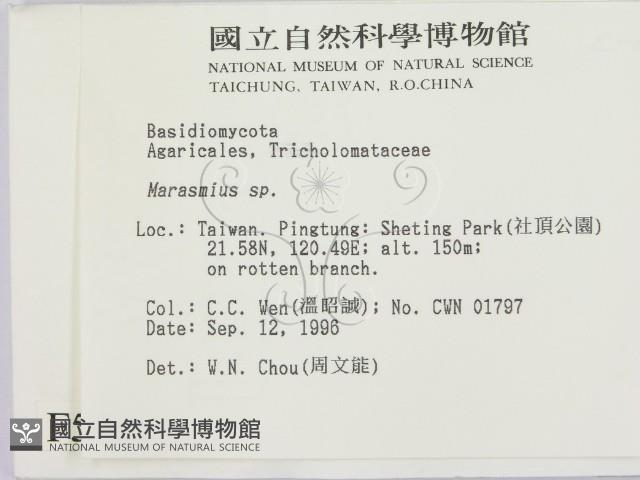 國立自然科學博物館
NATIONAL MUSEUM OF NATURAL SCIENCE
TAICHUNG, TAIWAN, R.O.CHINA
Basidiomycota
Agaricales, Tricholomataceae
Marasmius sp.
Loc.: Taiwan. Pingtung: Sheting Park(社頂公園)
21.58N, 120.49E; alt. 150m;
on rotten branch.
Col.: C.C. Wen(溫昭誠); No. CWN 01797
Date: Sep. 12, 1996
Det.: W.N. Chou(周文能)
國立自然科學博物館
NATIONAL MUSEUM OF NATURAL SCIENCE